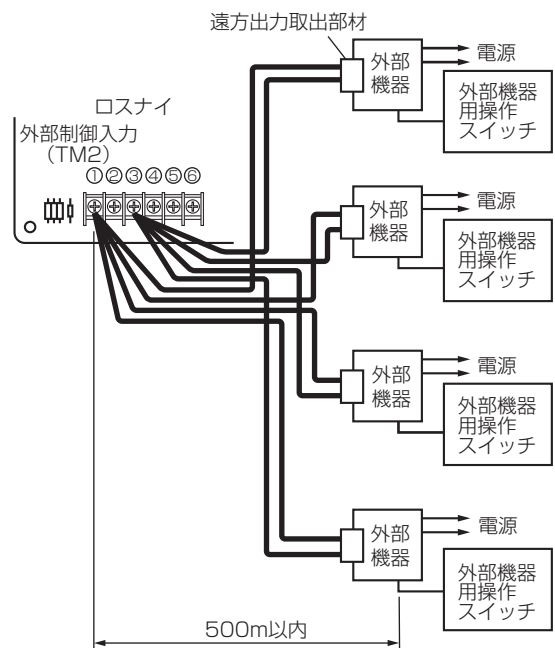 遠方出力取出部材
外部
機器
電源
外部機器
用操作
スイッチ
ロスナイ
外部制御入力
（TM2）
①②③④⑤⑥
外部
機器
電源
外部機器
用操作
スイッチ
外部
機器
電源
外部機器
用操作
スイッチ
外部
機器
電源
外部機器
用操作
スイッチ
500m以内